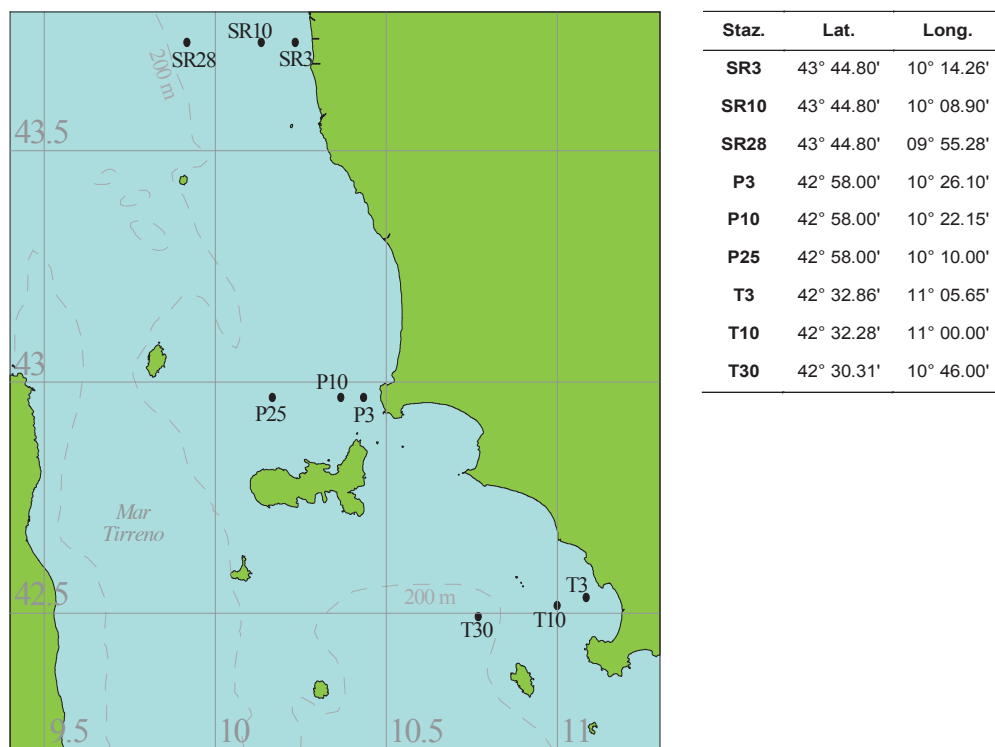 SR10
SR28
SR3
200 m
43.5
43
P10
P25
P3
Mar
Tirreno
42.5
200 m
T3
T10
T30
9.5
10
10.5
11
Staz. Lat. Long.
SR3 43° 44.80' 10° 14.26'
SR10 43° 44.80' 10° 08.90'
SR28 43° 44.80' 09° 55.28'
P3 42° 58.00' 10° 26.10'
P10 42° 58.00' 10° 22.15'
P25 42° 58.00' 10° 10.00'
T3 42° 32.86' 11° 05.65'
T10 42° 32.28' 11° 00.00'
T30 42° 30.31' 10° 46.00'